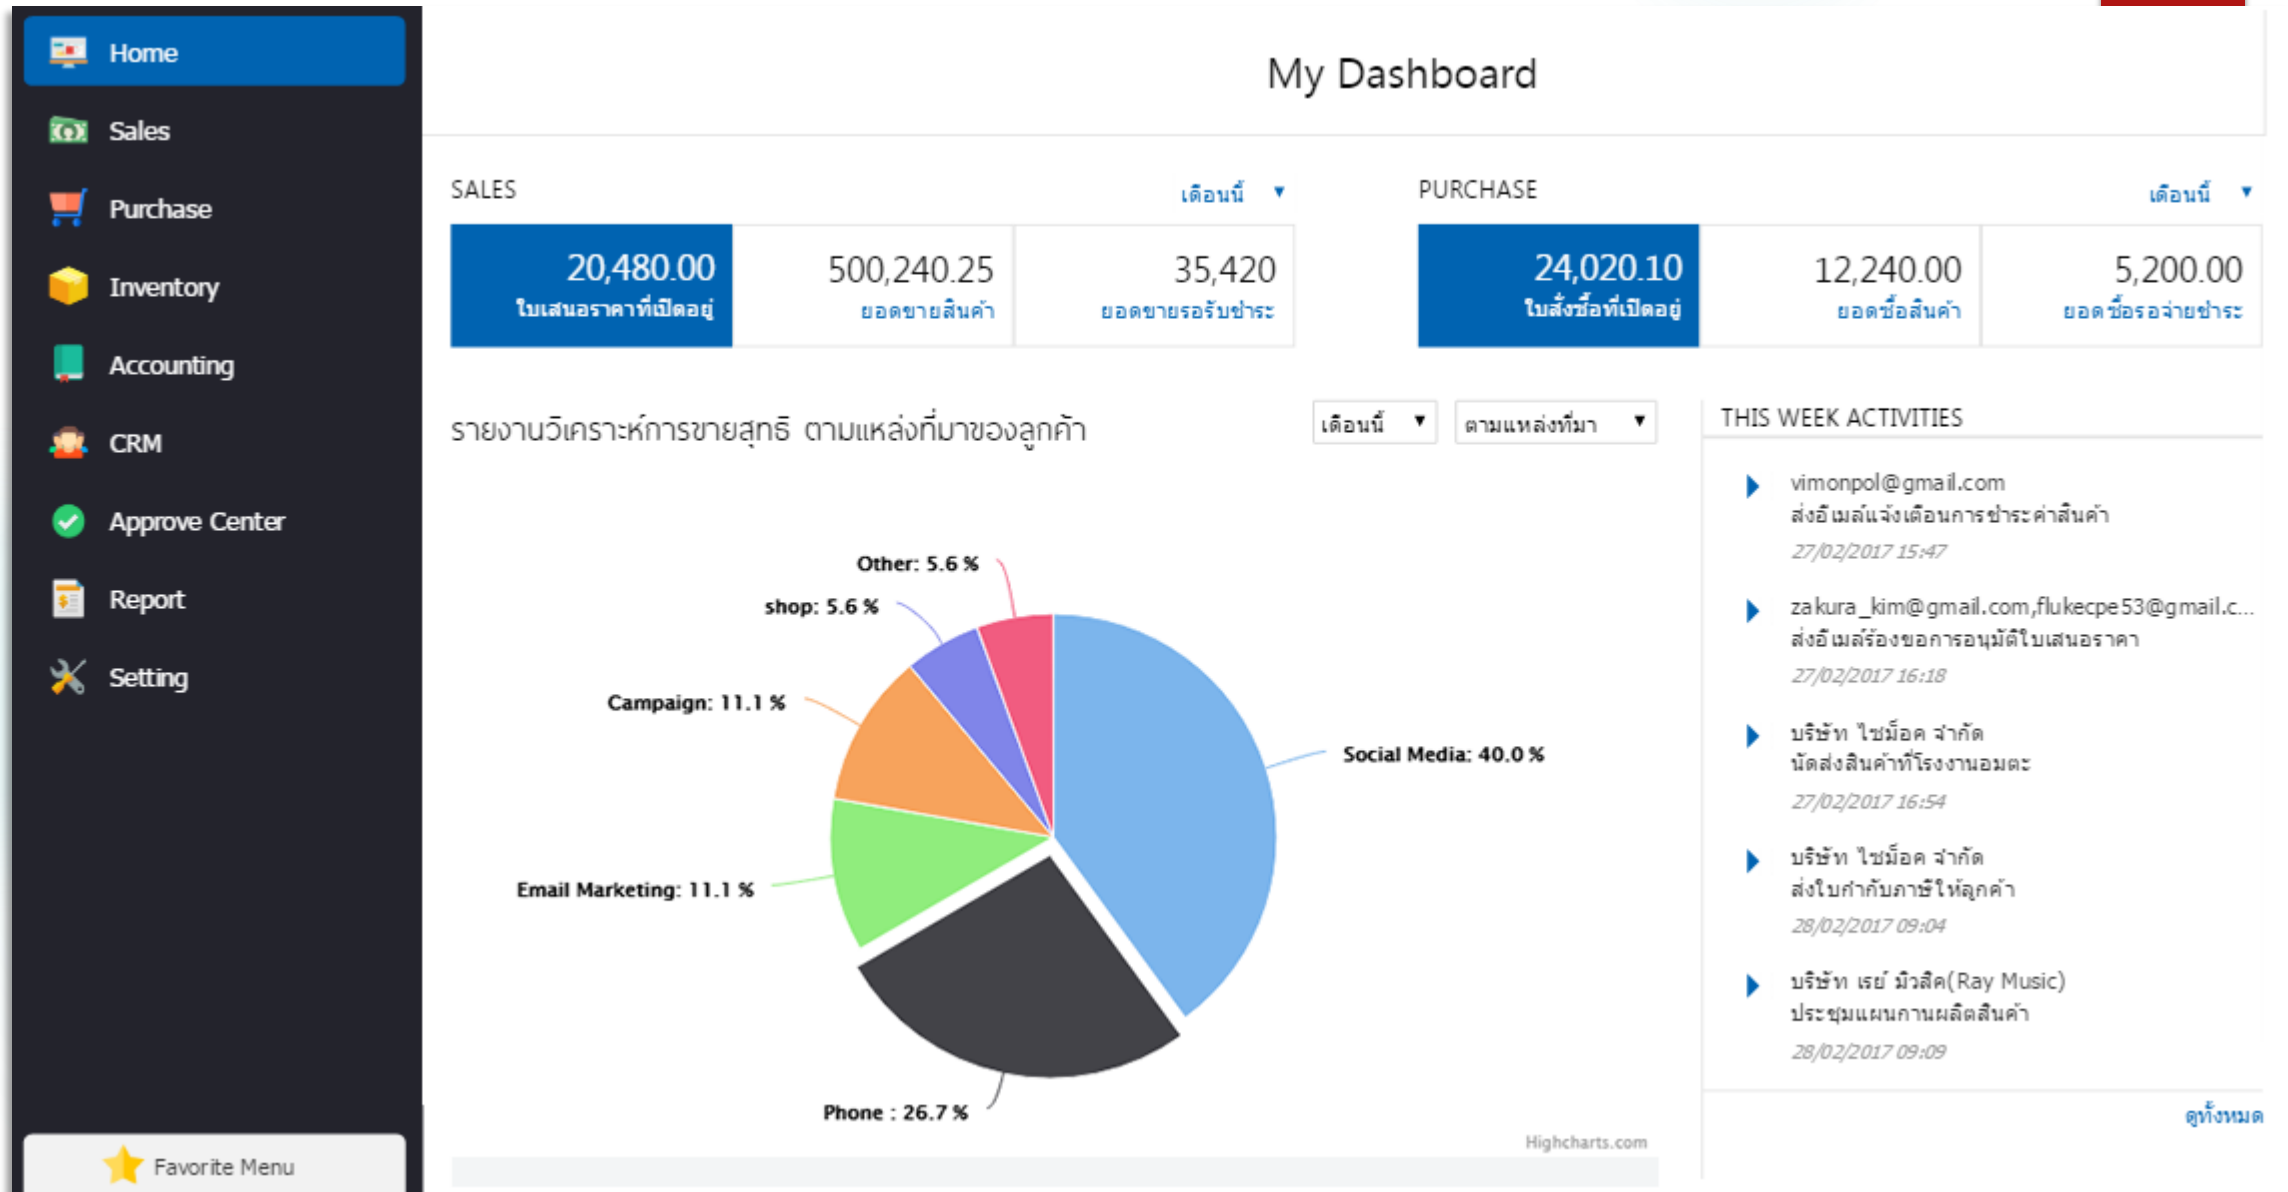 Home
Sales
Purchase
Inventory
Accounting
CRM
Approve Center
Report
Setting
Favorite Menu
My Dashboard
SALES
เดือนนี้
20,480.00
ใบเสนอราคาที่เปิดอยู่
500,240.25
ยอดขายสินค้า
35,420
ยอดขายรอรับชำระ
PURCHASE
เดือนนี้
24,020.10
ใบสั่งซื้อที่เปิดอยู่
12,240.00
ยอดซื้อสินค้า
5,200.00
ยอดซื้อรอจ่ายชำระ
รายงานวิเคราะห์การขายสุทธิ ตามแหล่งที่มาของลูกค้า
เดือนนี้
ตามแหล่งที่มา
Other: 5.6 %
shop: 5.6 %
Campaign: 11.1 %
Social Media: 40.0 %
Email Marketing: 11.1 %
Phone : 26.7 %
Highcharts.com
THIS WEEK ACTIVITIES
vimonpol@gmail.com
ส่งอีเมล์แจ้งเตือนการชำระค่าสินค้า
27/02/2017 15:47
zakura_kim@gmail.com,flukecpe53@gmail.c...
ส่งอีเมล์ร้องขอการอนุมัติใบเสนอราคา
27/02/2017 16:18
บริษัท ไซม็อค จำกัด
นัดส่งสินค้าที่โรงงานอมตะ
27/02/2017 16:54
บริษัท ไซม็อค จำกัด
ส่งใบกำกับภาษีให้ลูกค้า
28/02/2017 09:04
บริษัท เรย์ มิวสิค(Ray Music)
ประชุมแผนกานผลิตสินค้า
28/02/2017 09:09
ดูทั้งหมด